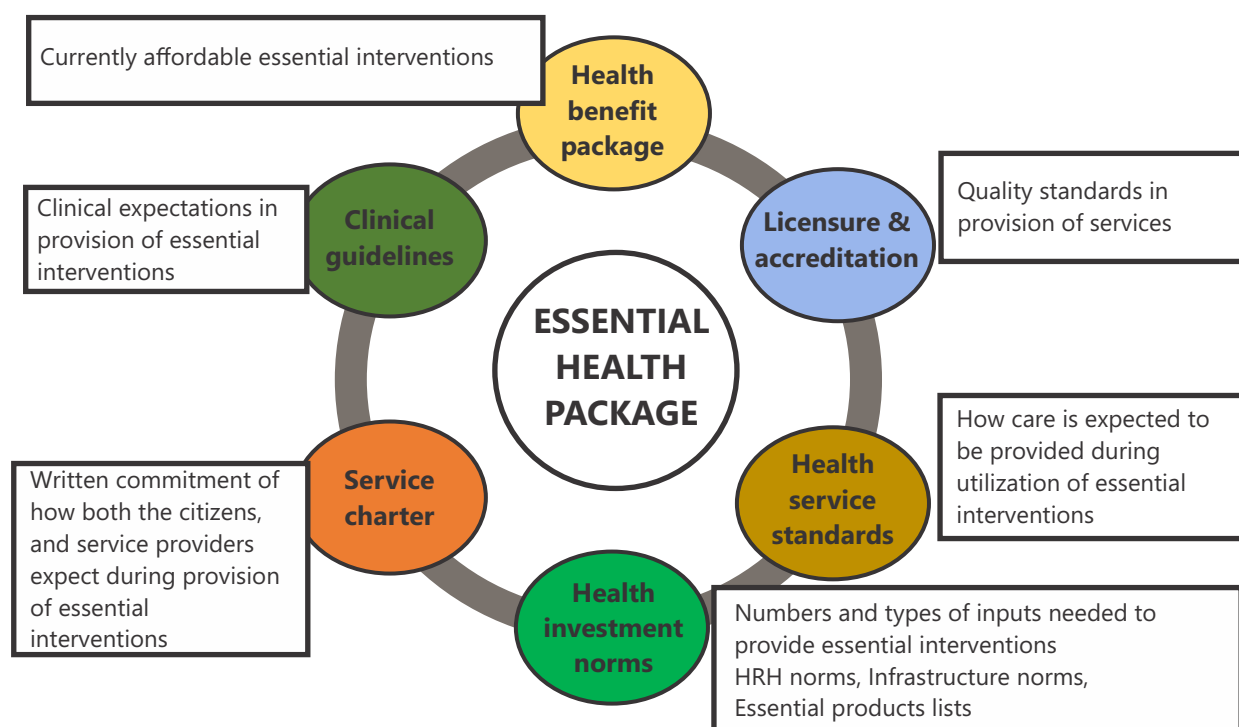 Currently affordable essential interventions
Health
benefit
package
Clinical expectations in
provision of essential
interventions
Clinical
guidelines
Licensure &
accreditation
Quality standards in
provision of services
ESSENTIAL
HEALTH
PACKAGE
Written commitment of
how both the citizens,
and service providers
expect during provision
of essential
interventions
Service
charter
Health
service
standards
How care is expected to
be provided during
utilization of essential
interventions
Health
investment
norms
Numbers and types of inputs needed to
provide essential interventions
HRH norms, Infrastructure norms,
Essential products lists